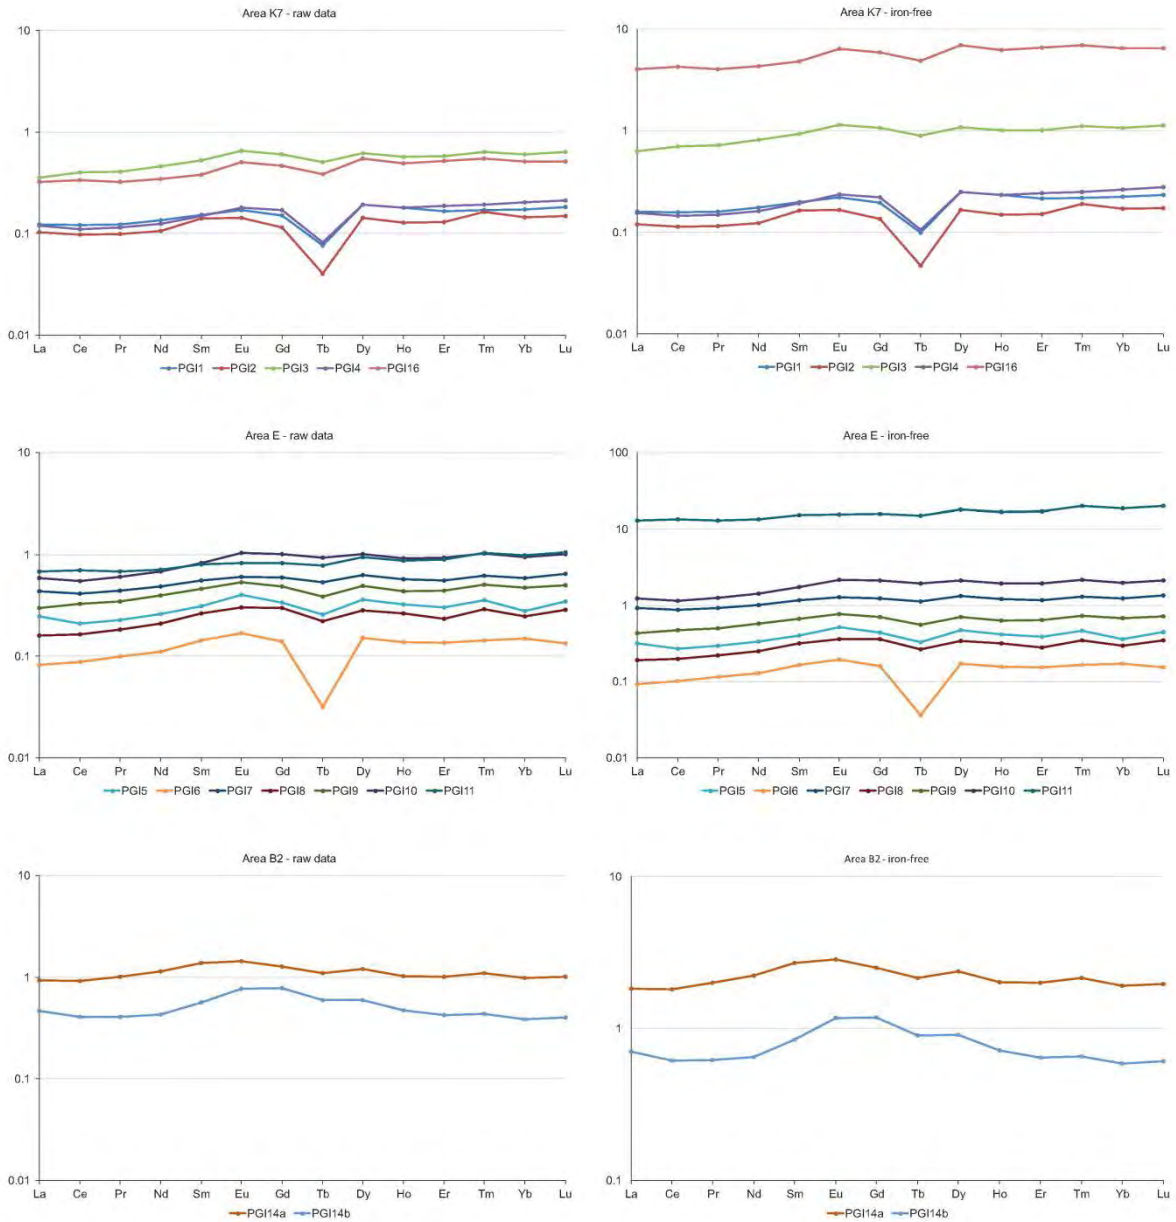 Area K7 - raw data
10
1
0.1
0.01
La Ce Pr Nd Sm Eu Gd Tb Dy Ho Er Tm Yb Lu
PGI1 PGI2 PGI3 PGI4 PGI16
Area K7 - iron-free
10
1
0.1
0.01
La Ce Pr Nd Sm Eu Gd Tb Dy Ho Er Tm Yb Lu
PGI1 PGI2 PGI3 PGI4 PGI16
Area E - raw data
10
1
0.1
0.01
La Ce Pr Nd Sm Eu Gd Tb Dy Ho Er Tm Yb Lu
PGI5 PGI6 PGI7 PGI8 PGI9 PGI10 PGI11
Area E - iron-free
100
10
1
0.1
0.01
La Ce Pr Nd Sm Eu Gd Tb Dy Ho Er Tm Yb Lu
PGI5 PGI6 PGI7 PGI8 PGI9 PGI10 PGI11
Area B2 - raw data
10
1
0.1
0.01
La Ce Pr Nd Sm Eu Gd Tb Dy Ho Er Tm Yb Lu
PGI14a PGI14b
Area B2 - iron-free
10
1
0.1
La Ce Pr Nd Sm Eu Gd Tb Dy Ho Er Tm Yb Lu
PGI14a PGI14b